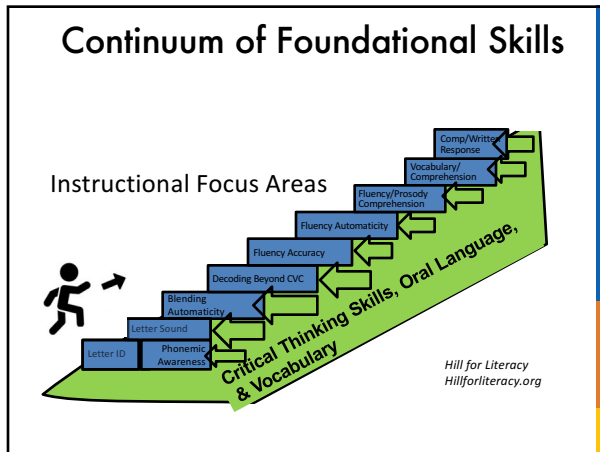 Continuum of Foundational Skills
Instructional Focus Areas
Comp/Written
Response
Vocabulary/
Comprehension
Fluency/Prosody
Comprehension
Fluency Automaticity
Fluency Accuracy
Decoding Beyond CVC
Blending
Automaticity
Letter Sound
Letter ID
Phonemic
Awareness
Critical Thinking Skills, Oral Language,
& Vocabulary
Hill for Literacy
Hillforliteracy.org